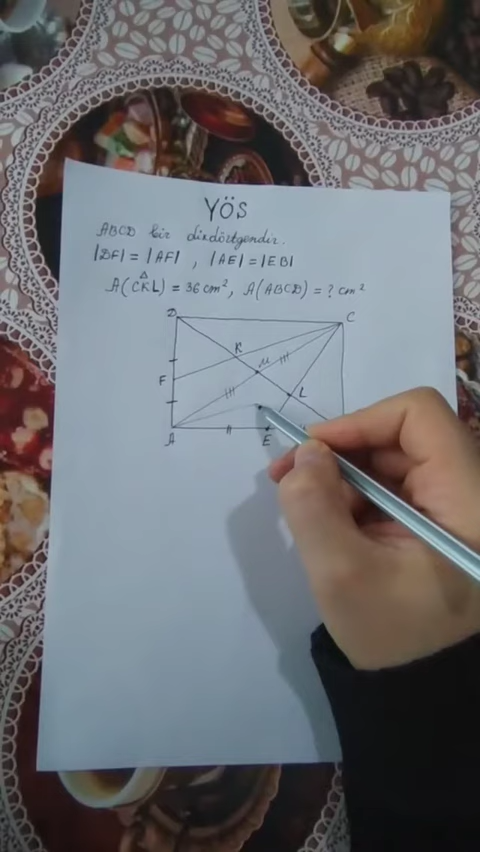 YÖS
ABCD bir dikdörtgendir.
|DF| = |AF| , |AE| = |EB|
A(CKL) = 36 cm², A(ABCD) = ? cm²
D
C
K
M
F
L
A
E